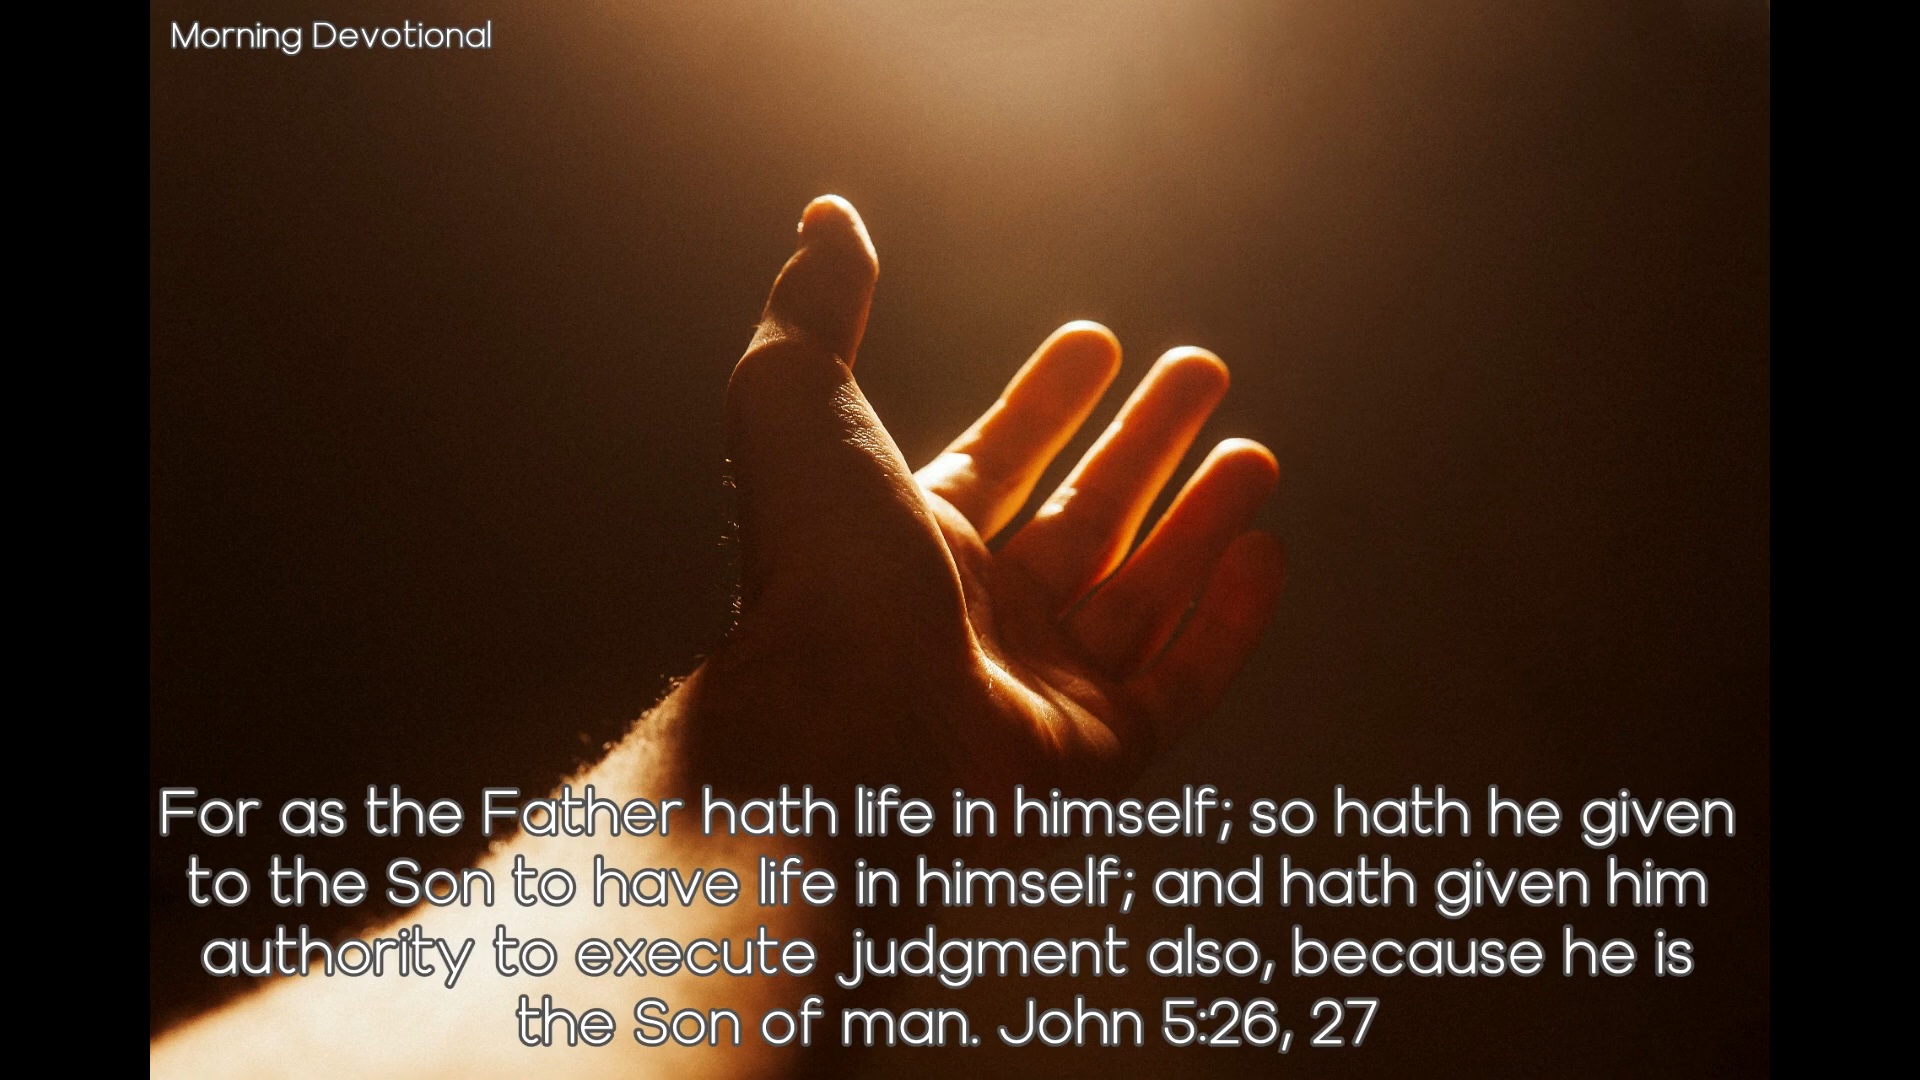 Morning Devotional
For as the Father hath life in himself; so hath he given
to the Son to have life in himself; and hath given him
authority to execute judgment also, because he is
the Son of man. John 5:26, 27